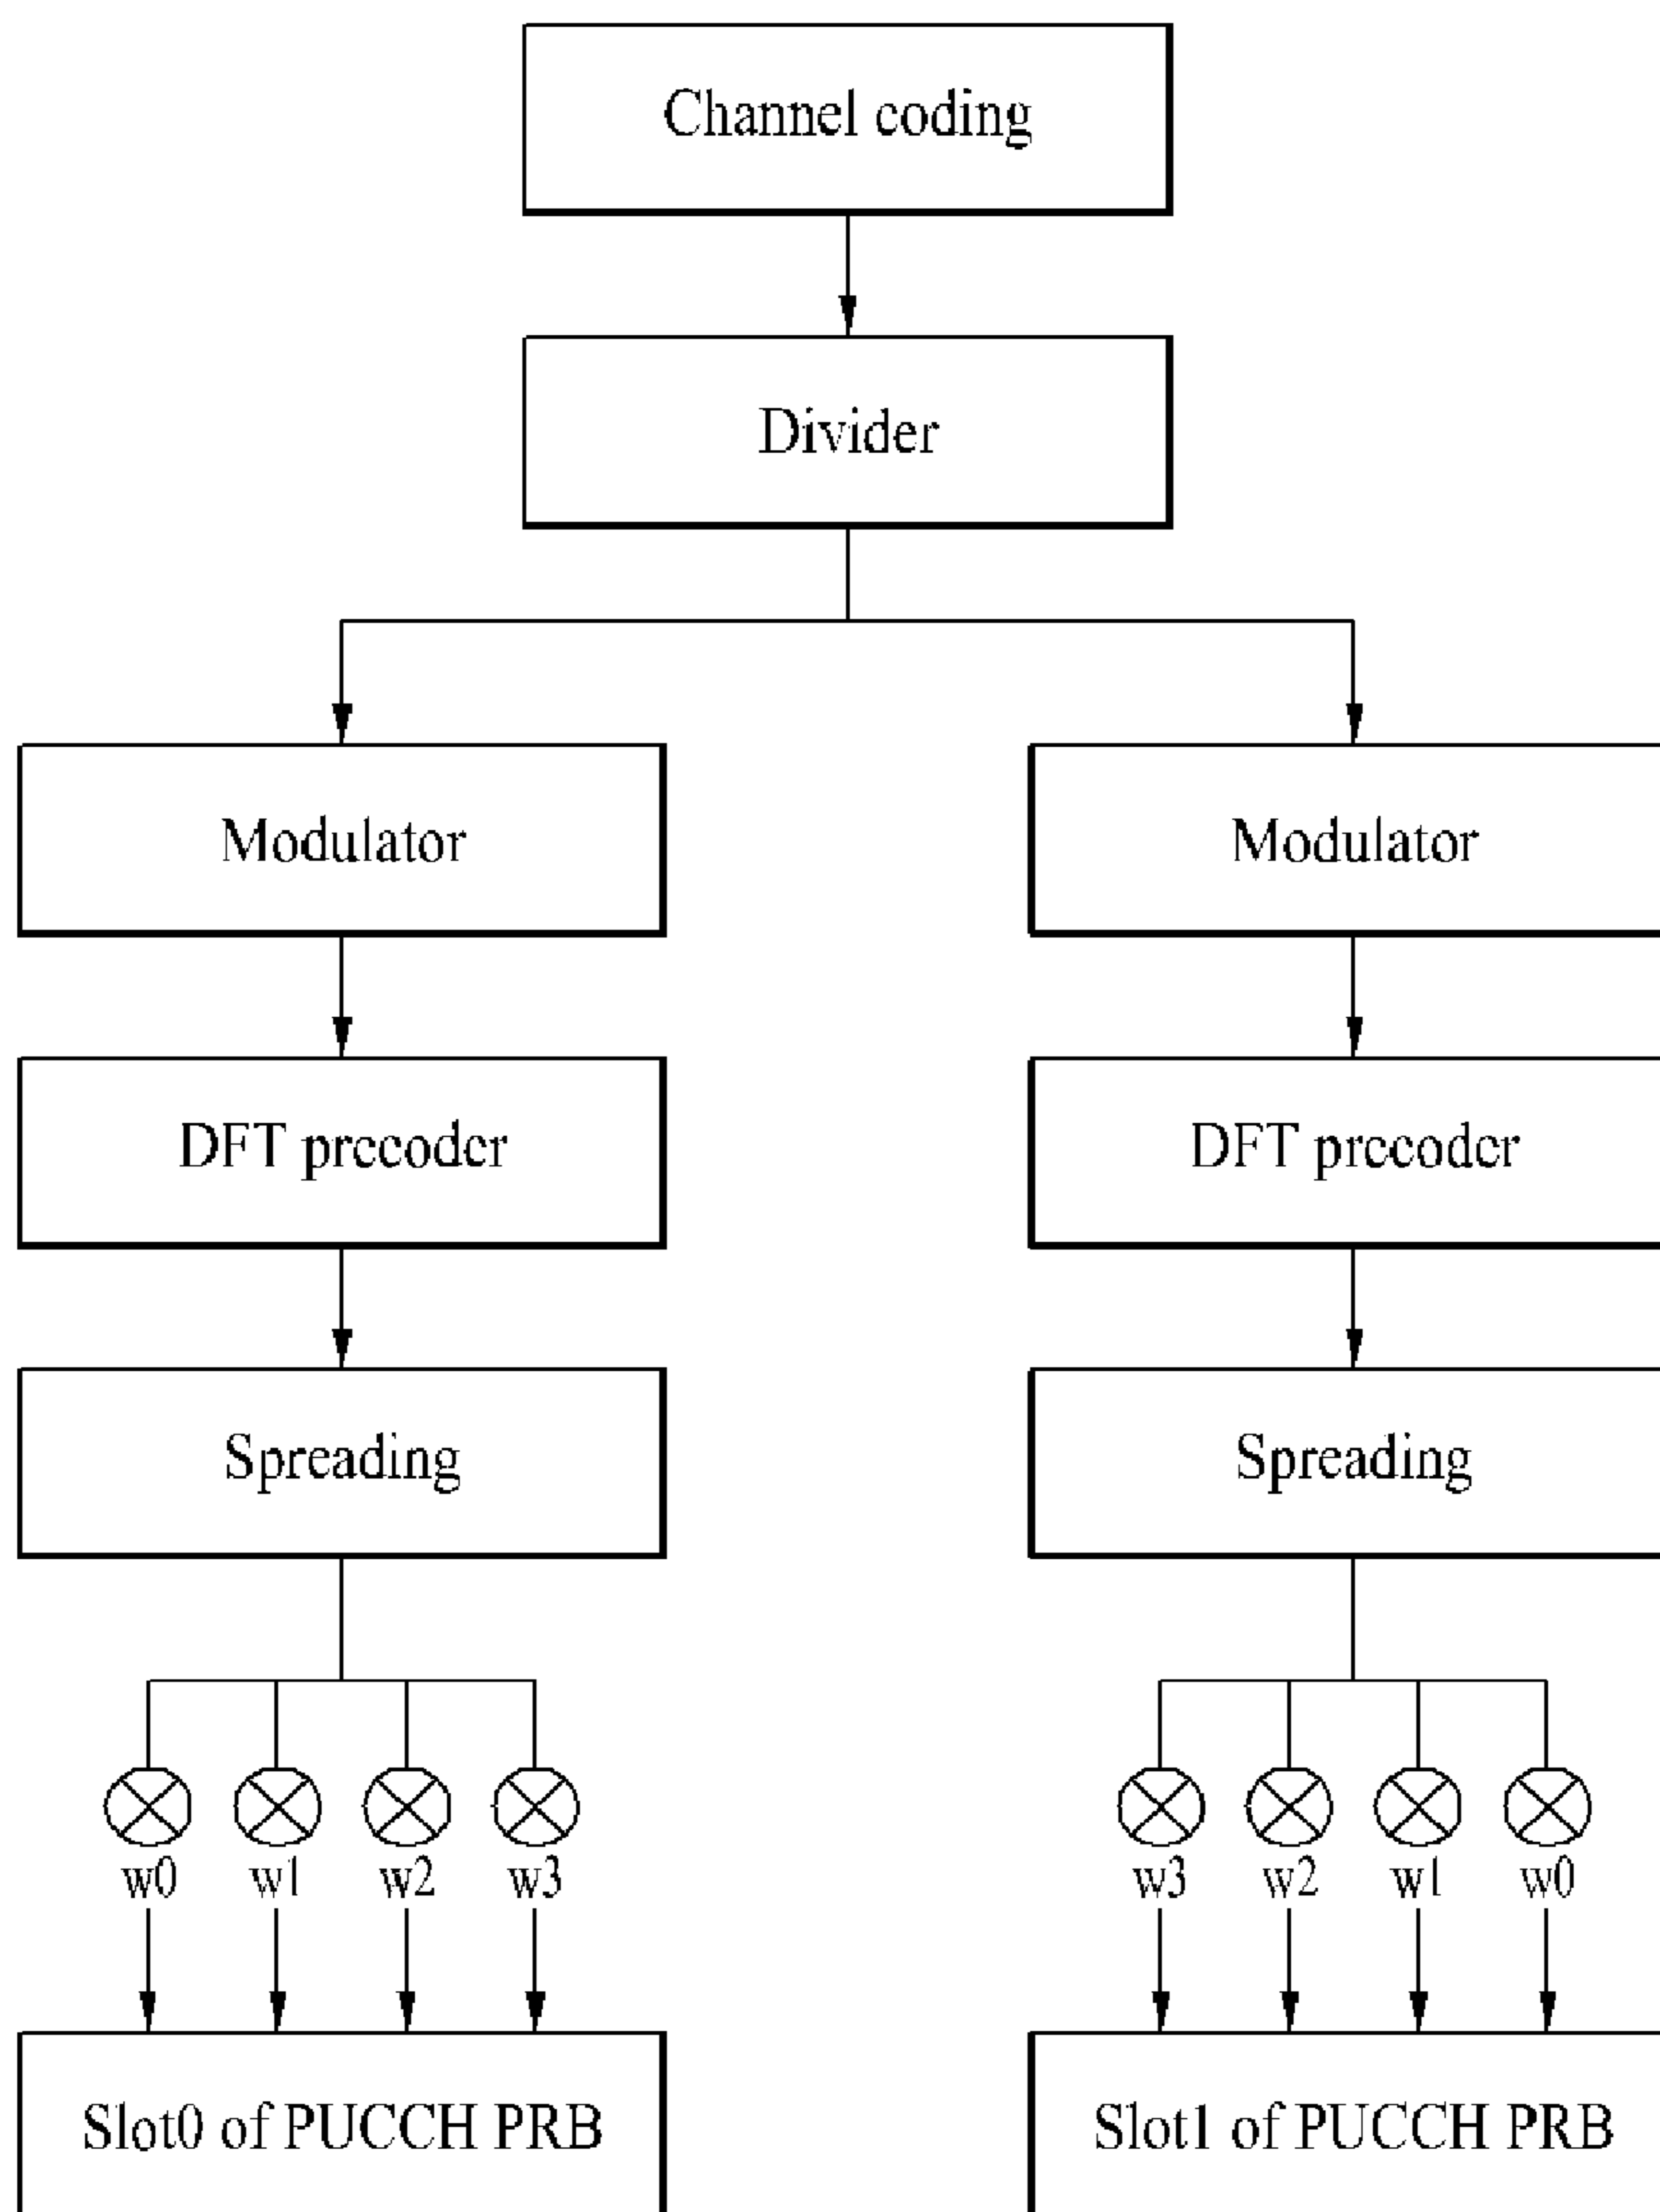 Channel coding
Divider
Modulator
Modulator
DFT precoder
DFT precoder
Spreading
Spreading
w0 w1 w2 w3
w3 w2 w1 w0
Slot0 of PUCCH PRB
Slot1 of PUCCH PRB